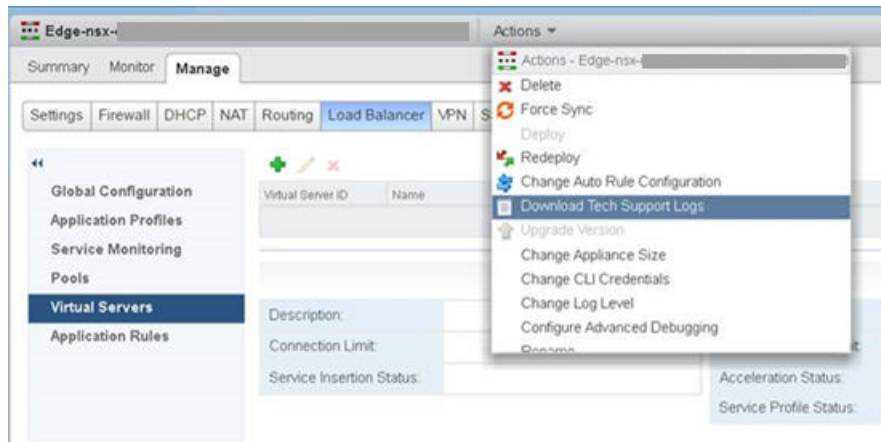 Edge-nsx-
Actions
Summary Monitor Manage
Actions - Edge-nsx-
Delete
Settings Firewall DHCP NAT Routing Load Balancer VPN S
Force Sync
Deploy
Redeploy
Global Configuration
Virtual Server ID Name
Change Auto Rule Configuration
Application Profiles
Download Tech Support Logs
Service Monitoring
Upgrade Version
Pools
Change Appliance Size
Change CLI Credentials
Virtual Servers
Description:
Change Log Level
Application Rules
Configure Advanced Debugging
Connection Limit:
Rename
Service Insertion Status:
Acceleration Status:
Service Profile Status: